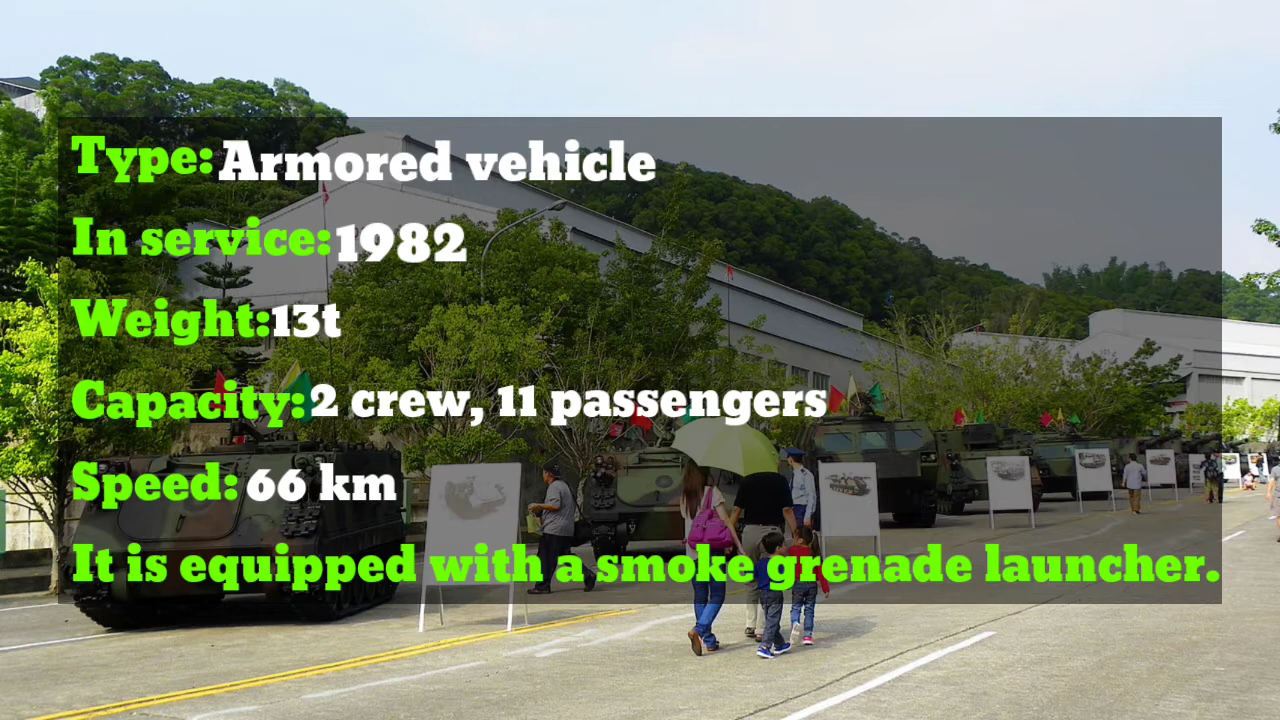 Type: Armored vehicle
In service: 1982
Weight: 13t
Capacity: 2 crew, 11 passengers
Speed: 66 km
It is equipped with a smoke grenade launcher.